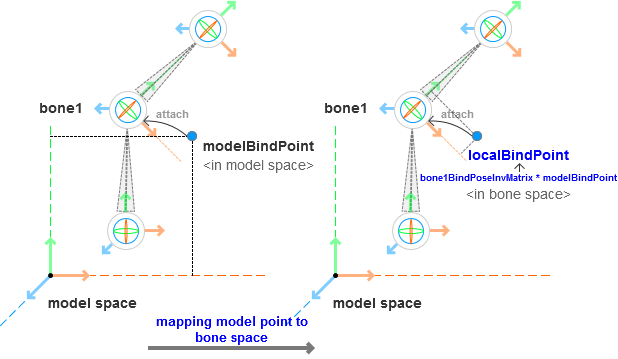 bone1
attach
modelBindPoint
<in model space>
model space
bone1
attach
localBindPoint
bone1BindPoseInvMatrix * modelBindPoint
<in bone space>
model space
mapping model point to
bone space